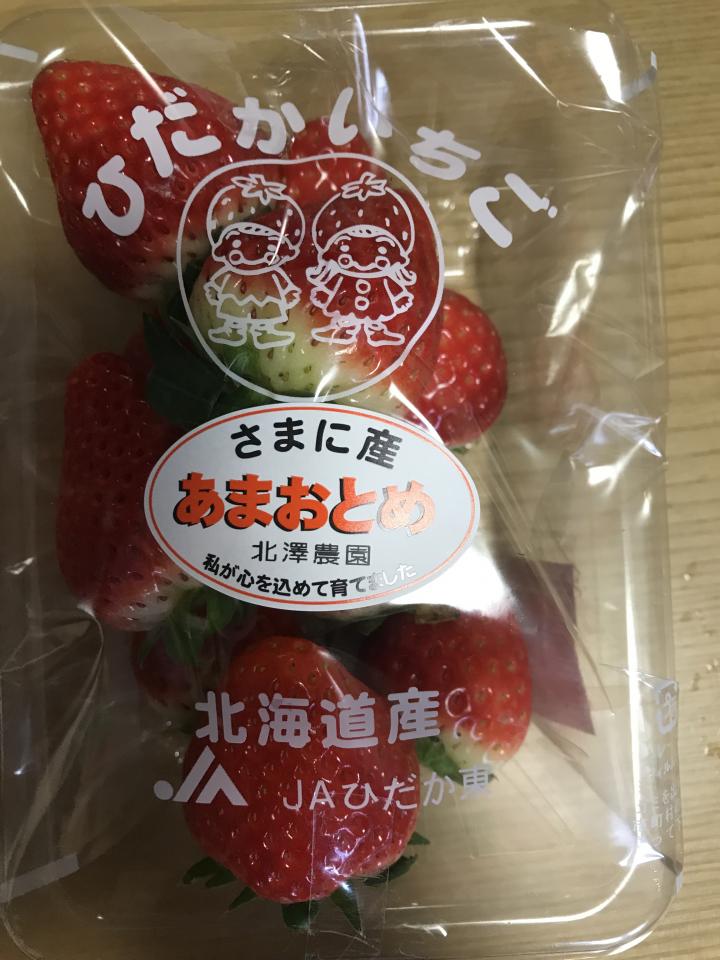 ひだかいちご
さまに産
あまおとめ
北澤農園
私が心を込めて育てました
北海道産
JAひだか東